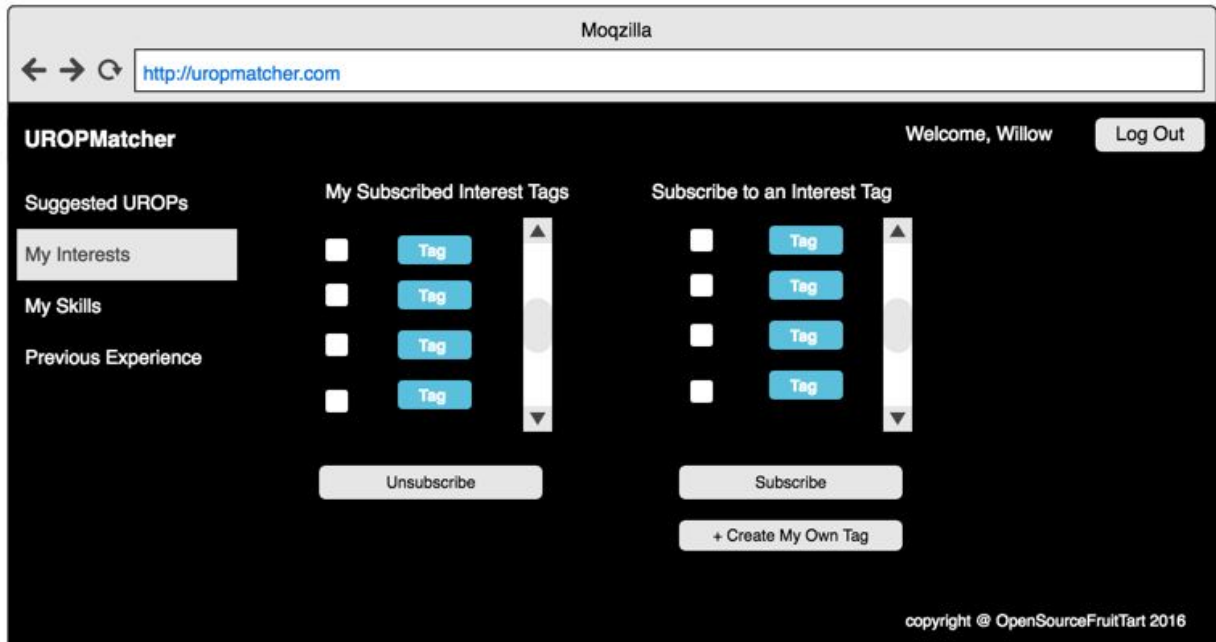 Moqzilla
http://uropmatcher.com
UROPMatcher
Welcome, Willow
Log Out
Suggested UROPs
My Interests
My Skills
Previous Experience
My Subscribed Interest Tags
Tag
Tag
Tag
Tag
Unsubscribe
Subscribe to an Interest Tag
Tag
Tag
Tag
Tag
Subscribe
+ Create My Own Tag
copyright @ OpenSourceFruitTart 2016